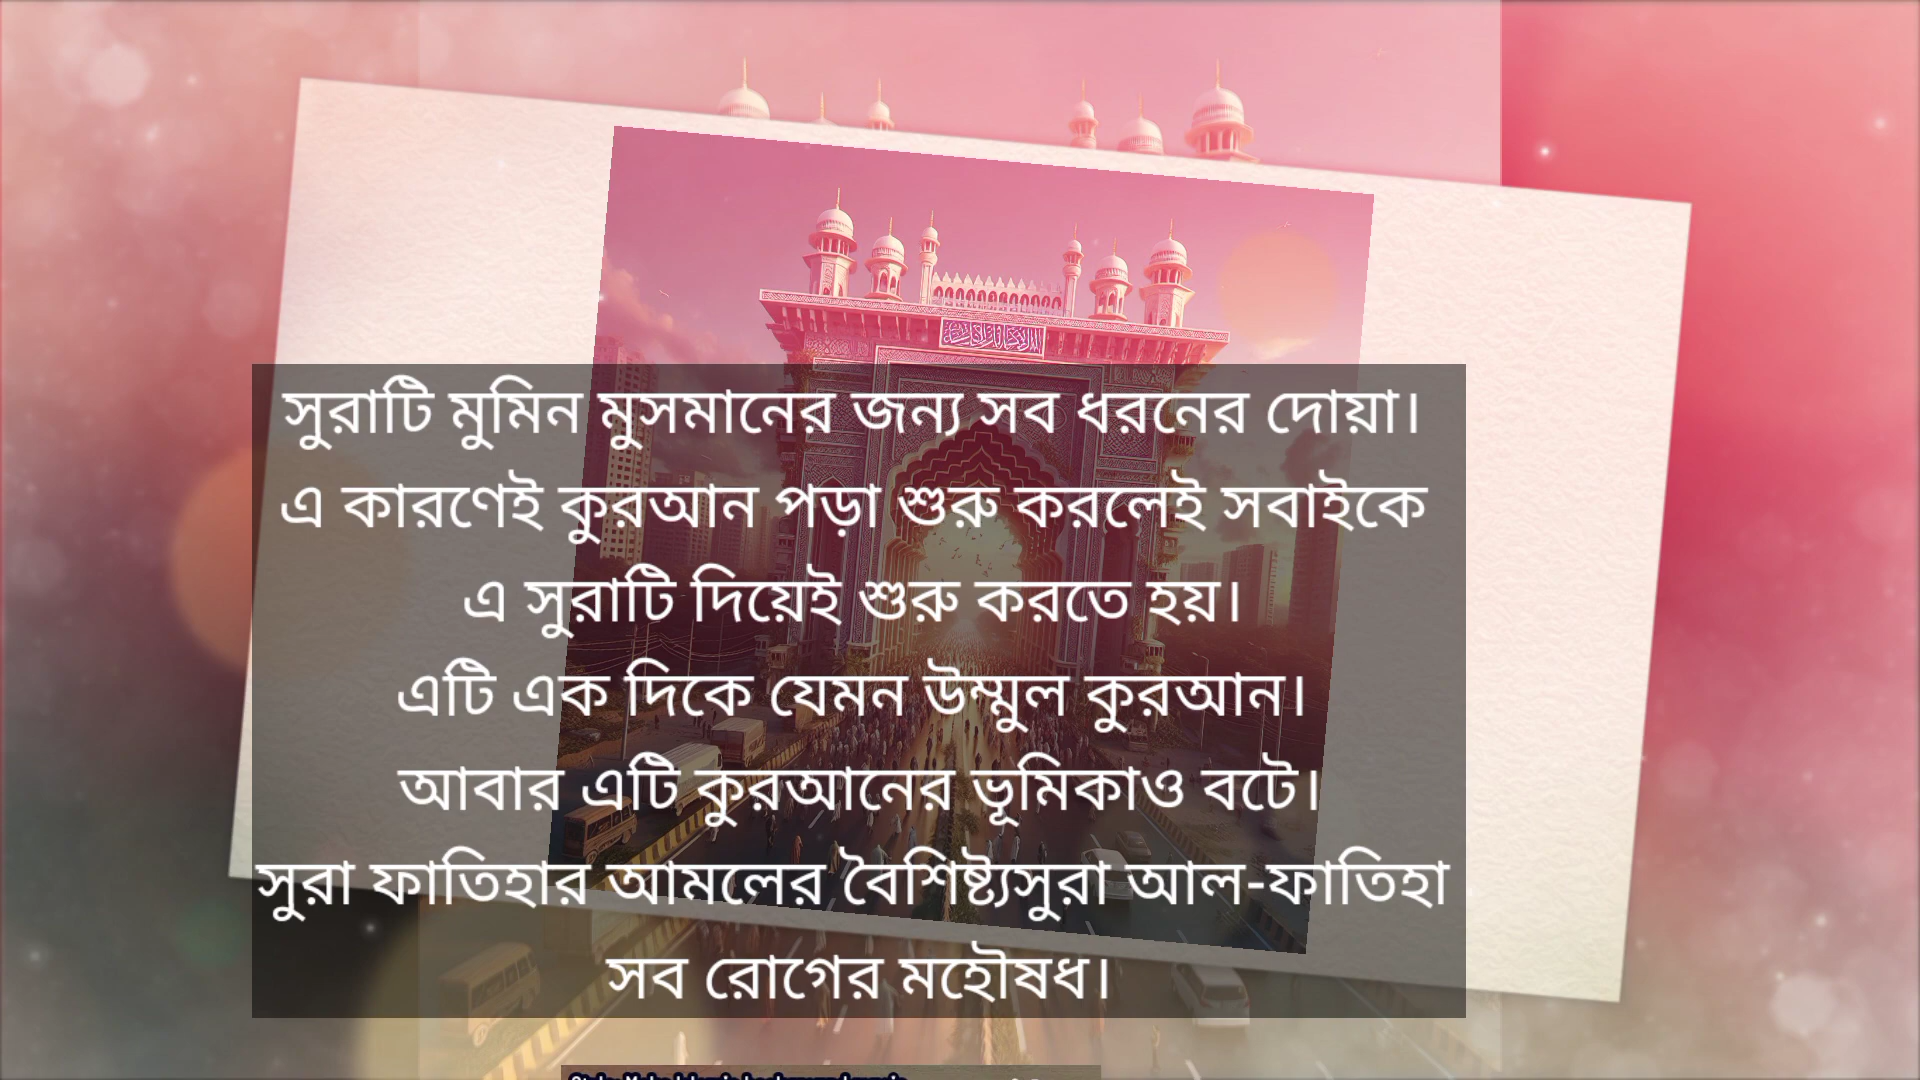 সুরাটি মুমিন মুসমানের জন্য সব ধরনের দোয়া।
এ কারণেই কুরআন পড়া শুরু করলেই সবাইকে
এ সুরাটি দিয়েই শুরু করতে হয়।
এটি এক দিকে যেমন উম্মুল কুরআন।
আবার এটি কুরআনের ভূমিকাও বটে।
সুরা ফাতিহার আমলের বৈশিষ্ট্যসুরা আল-ফাতিহা
সব রোগের মহৌষধ।